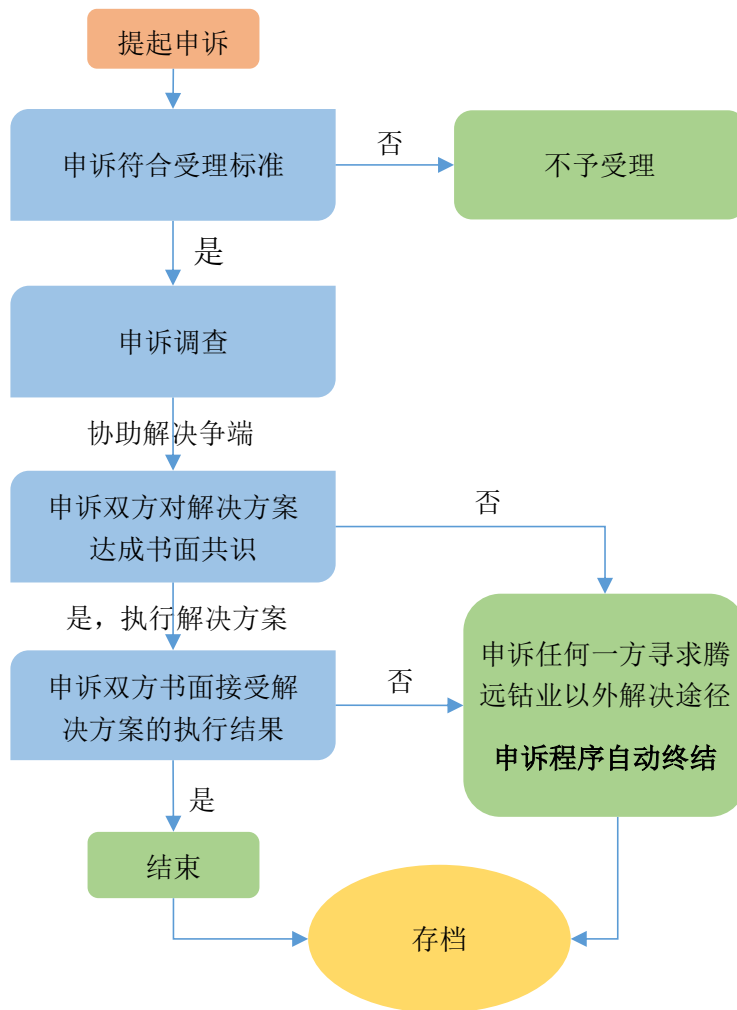 提起申诉
申诉符合受理标准
否
不予受理
是
申诉调查
协助解决争端
申诉双方对解决方案
达成书面共识
否
是，执行解决方案
申诉双方书面接受解
决方案的执行结果
否
申诉任何一方寻求腾
远钴业以外解决途径
申诉程序自动终结
是
结束
存档